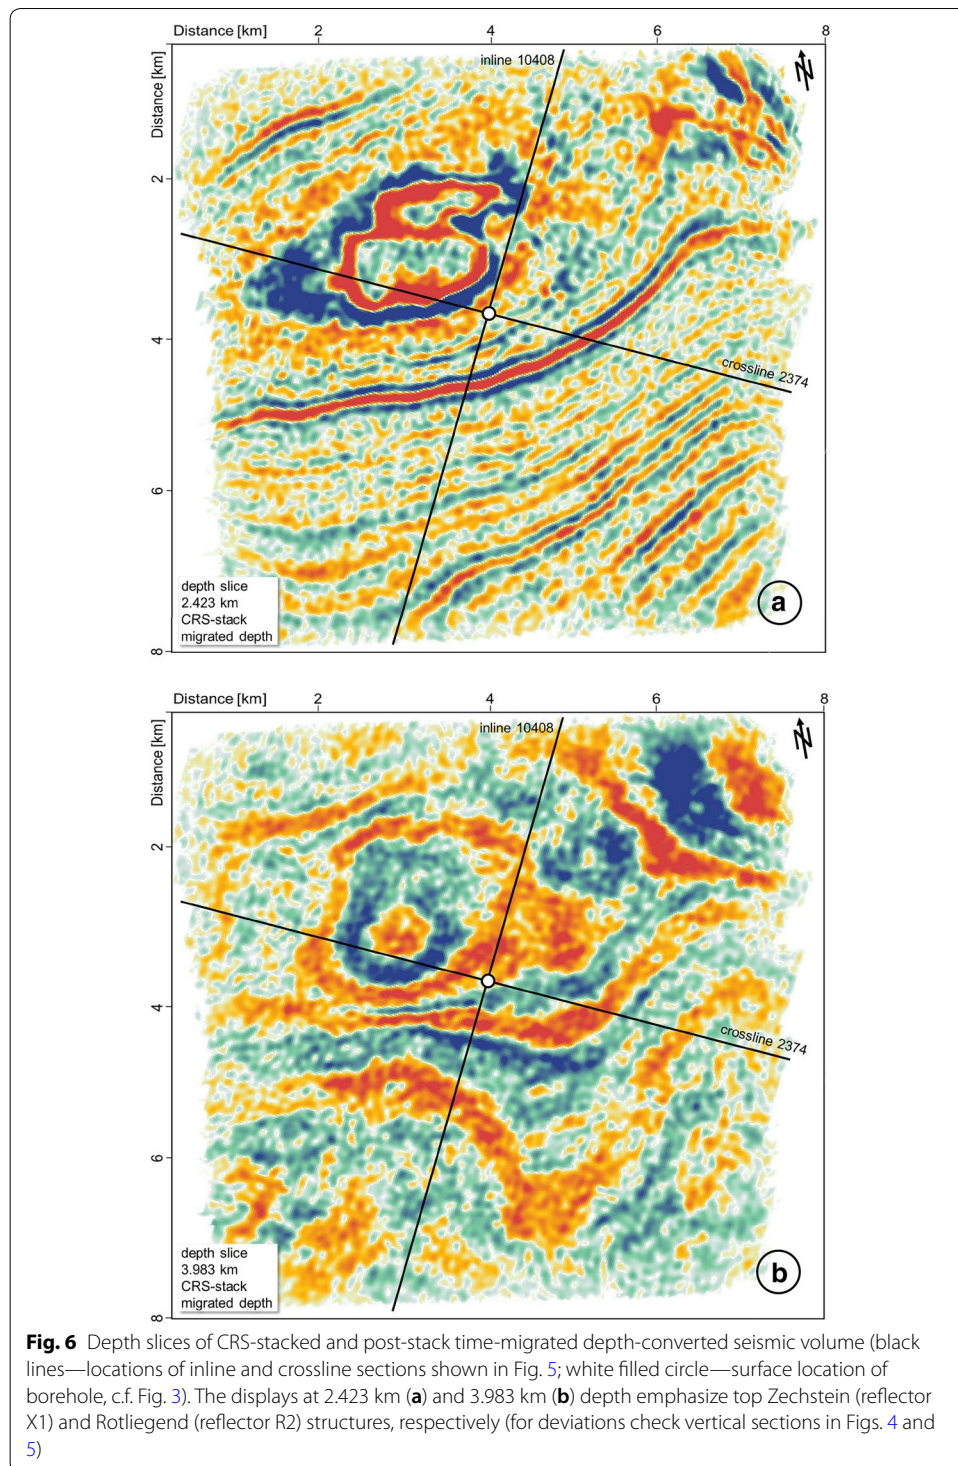 Distance [km] 2 4 6 8
Distance [km]
inline 10408
N
2
4
crossline 2374
6
depth slice
2.423 km
CRS-stack
migrated depth
a
8
Distance [km] 2 4 6 8
Distance [km]
inline 10408
N
2
4
crossline 2374
6
depth slice
3.983 km
CRS-stack
migrated depth
b
8
Fig. 6 Depth slices of CRS-stacked and post-stack time-migrated depth-converted seismic volume (black
lines—locations of inline and crossline sections shown in Fig. 5; white filled circle—surface location of
borehole, c.f. Fig. 3). The displays at 2.423 km (a) and 3.983 km (b) depth emphasize top Zechstein (reflector
X1) and Rotliegend (reflector R2) structures, respectively (for deviations check vertical sections in Figs. 4 and
5)